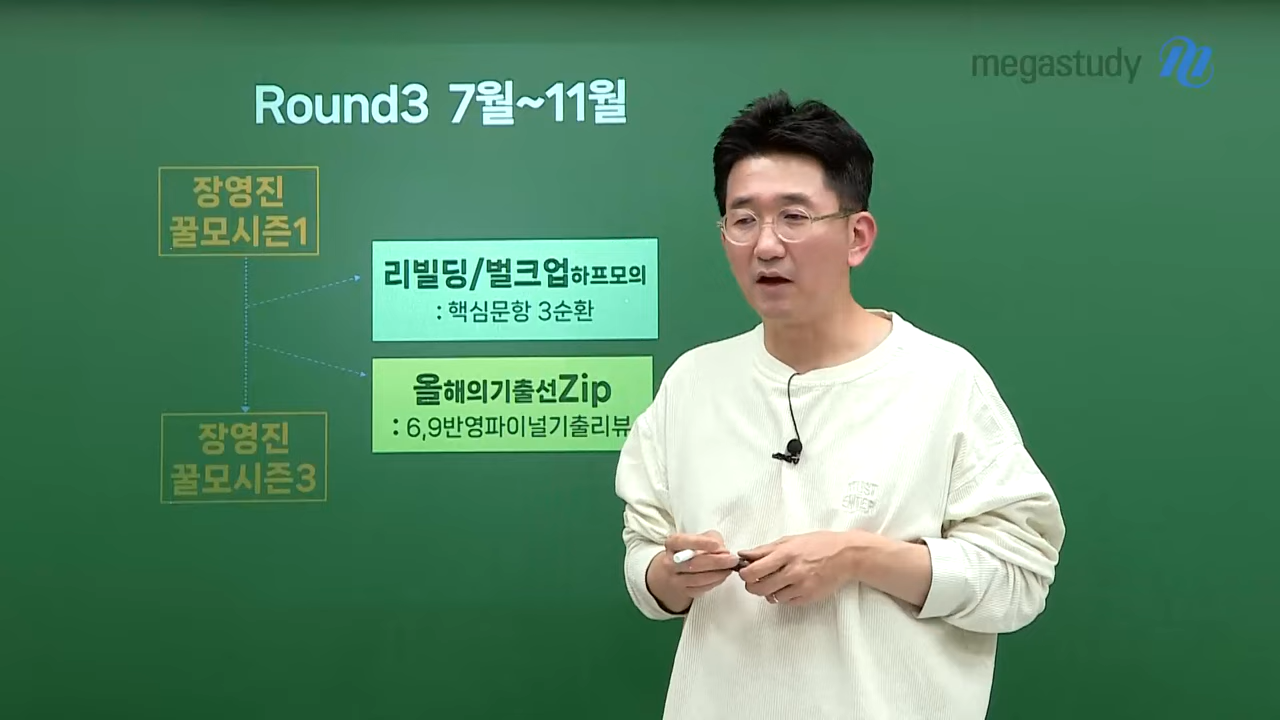 megastudy
Round3 7월~11월
장영진
꿀모시즌1
리빌딩/벌크업하프모의
: 핵심문항 3순환
올해의기출선Zip
: 6,9반영파이널기출리뷰
장영진
꿀모시즌3